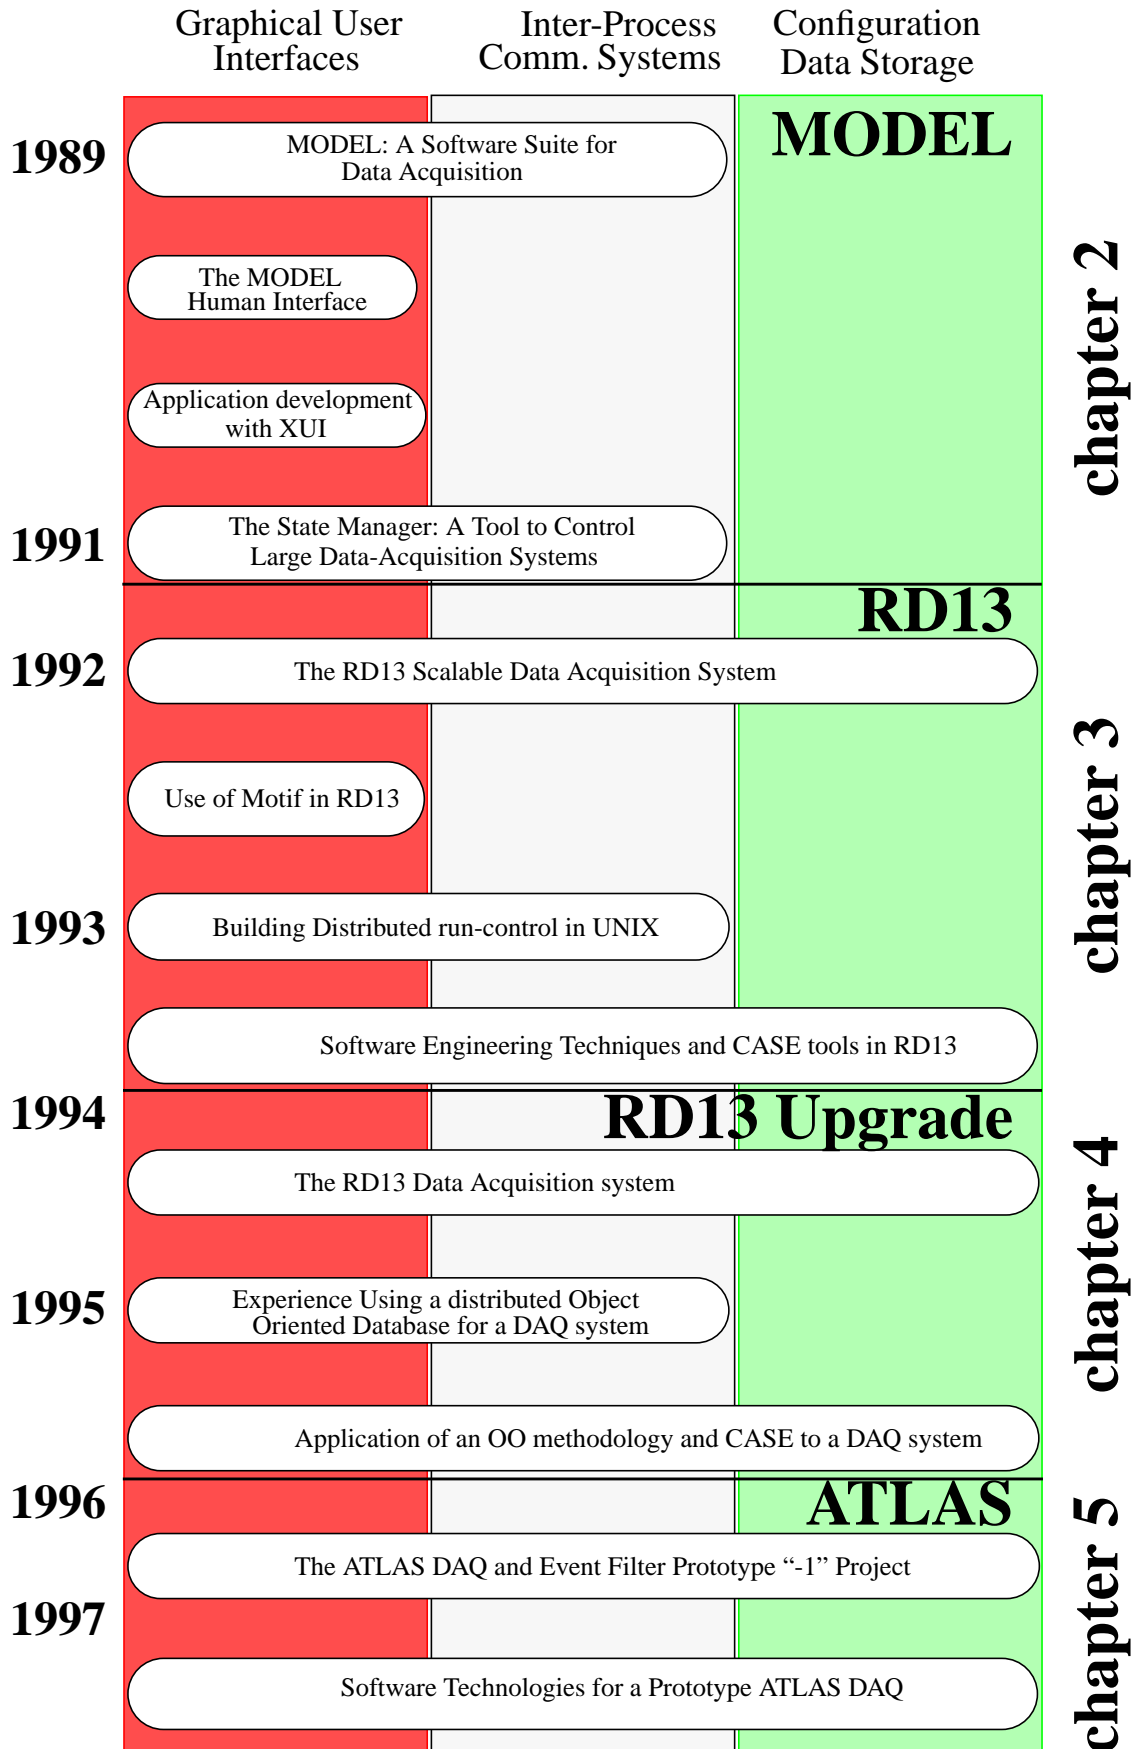 Graphical User
Interfaces
Inter-Process
Comm. Systems
Configuration
Data Storage
MODEL
1989
MODEL: A Software Suite for
Data Acquisition
chapter 2
The MODEL
Human Interface
Application development
with XUI
1991
The State Manager: A Tool to Control
Large Data-Acquisition Systems
RD13
1992
The RD13 Scalable Data Acquisition System
chapter 3
Use of Motif in RD13
1993
Building Distributed run-control in UNIX
Software Engineering Techniques and CASE tools in RD13
1994
RD13 Upgrade
The RD13 Data Acquisition system
chapter 4
1995
Experience Using a distributed Object
Oriented Database for a DAQ system
Application of an OO methodology and CASE to a DAQ system
1996
ATLAS
The ATLAS DAQ and Event Filter Prototype “-1” Project
chapter 5
1997
Software Technologies for a Prototype ATLAS DAQ